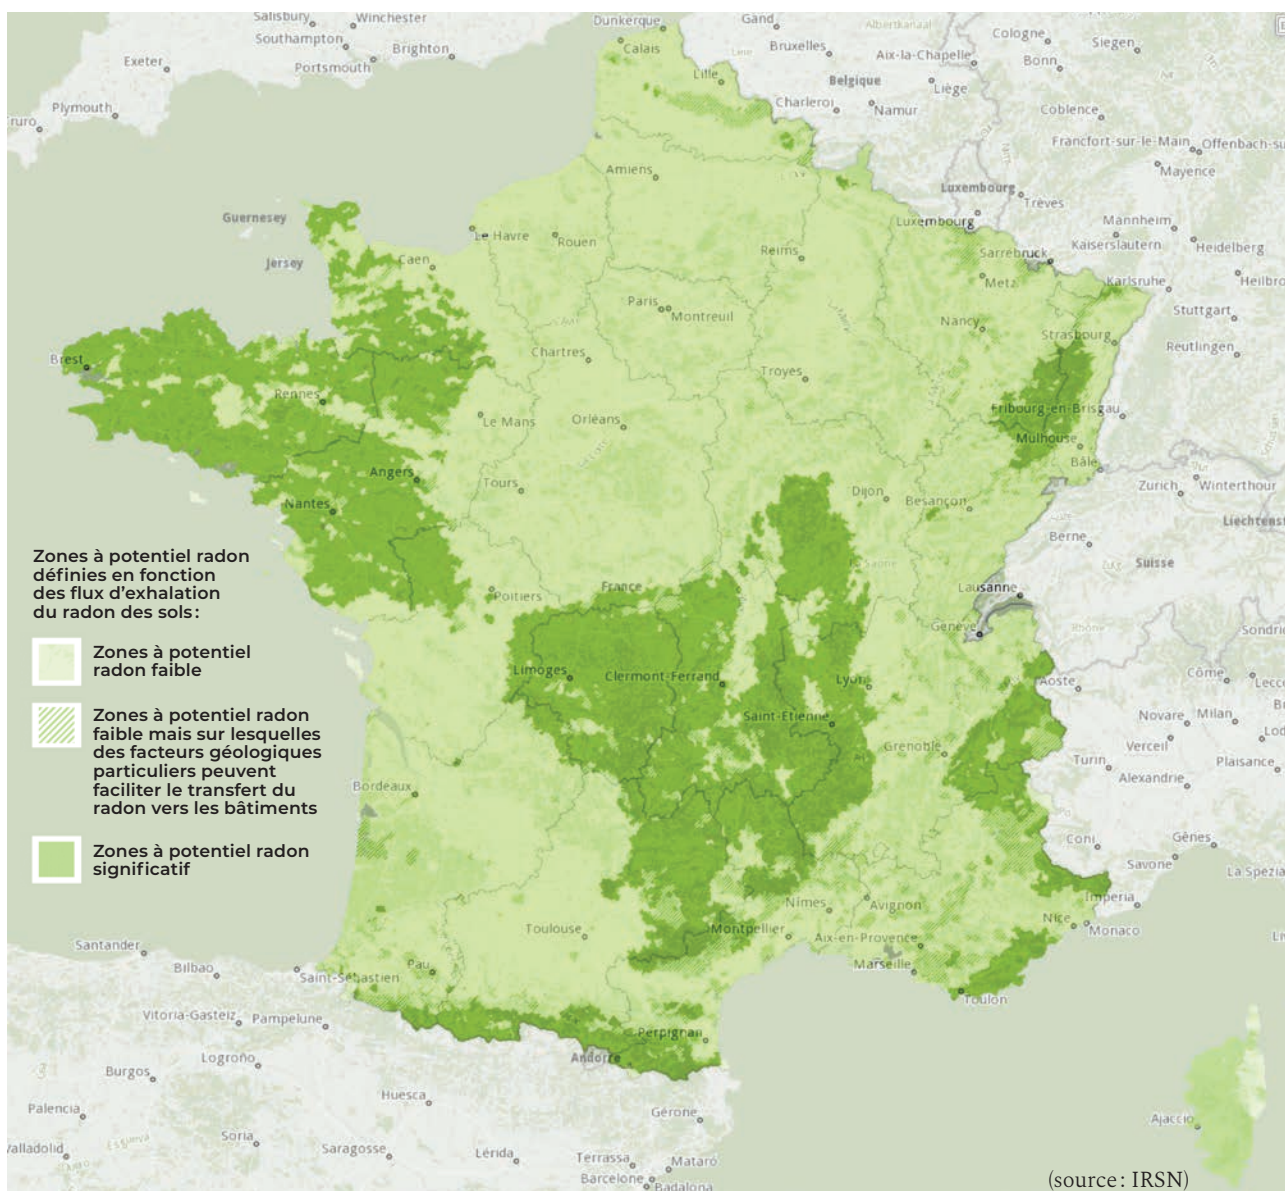 Salisbury
Winchester
Southampton
Exeter
Portsmouth
Brighton
Plymouth
Dunkerque
Calais
Lille
Gand
Bruxelles
Albertkanaal
Aix-la-Chapelle
Belgique
Liège
Charleroi
Namur
Cologne
Siegen
Bonn
Coblence
Francfort-sur-le-Main
Mayence
Amiens
Luxembourg
Trèves
Luxembourg
Mannheim
Kaiserslautern
Heidelberg
Guernesey
Jersey
Le Havre
Rouen
Caen
Reims
Sarrebruck
Metz
Karlsruhe
Paris
Montreuil
Nancy
Stuttgart
Strasbourg
Reutlingen
Brest
Chartres
Troyes
Rennes
Le Mans
Orléans
Fribourg-en-Brisgau
Mulhouse
Angers
Tours
Dijon
Besançon
Bâle
Zurich
Winterthour
Nantes
Berne
Suisse
Zones à potentiel radon
définies en fonction
des flux d'exhalation
du radon des sols :
Poitiers
France
Lausanne
Genève
Rhône
Zones à potentiel
radon faible
Limoges
Clermont-Ferrand
Lyon
Aoste
Côme
Zones à potentiel radon
faible mais sur lesquelles
des facteurs géologiques
particuliers peuvent
faciliter le transfert du
radon vers les bâtiments
Saint-Étienne
Novare
Milan
Grenoble
Verceil
Turin
Plaisance
Alexandrie
Bordeaux
Zones à potentiel radon
significatif
Coni
Gênes
Savone
La Spezia
Imperia
Nîmes
Avignon
Nice
Monaco
Toulouse
Montpellier
Aix-en-Provence
Marseille
Santander
Bilbao
Saint-Sébastien
Pau
Toulon
Vitoria-Gasteiz
Pampelune
Perpignan
Andorre
Logroño
Burgos
Huesca
Gérone
Palencia
Soria
Ajaccio
Valladolid
Esgueva
Saragosse
Lérida
Terrassa
Mataró
Barcelone
Badalona
(source : IRSN)